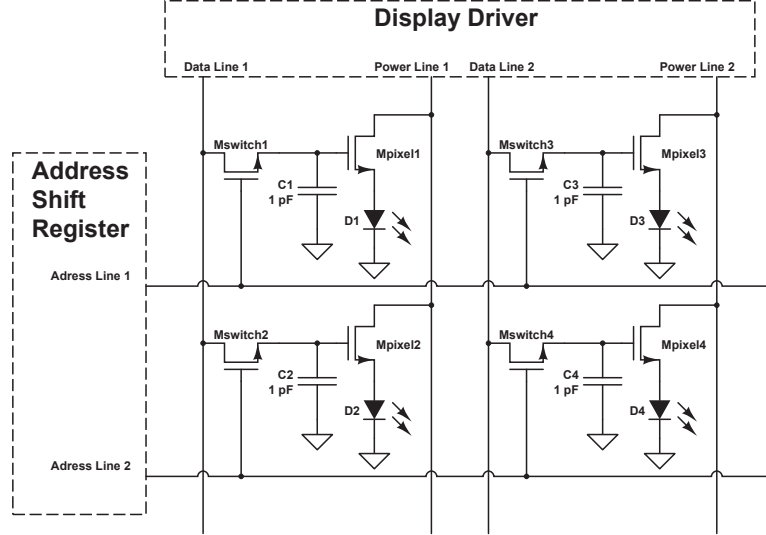 Display Driver
Data Line 1
Power Line 1
Data Line 2
Power Line 2
Mswitch1
Mpixel1
C1
1 pF
D1
Mswitch3
Mpixel3
C3
1 pF
D3
Address
Shift
Register
Adress Line 1
Mswitch2
Mpixel2
C2
1 pF
D2
Mswitch4
Mpixel4
C4
1 pF
D4
Adress Line 2